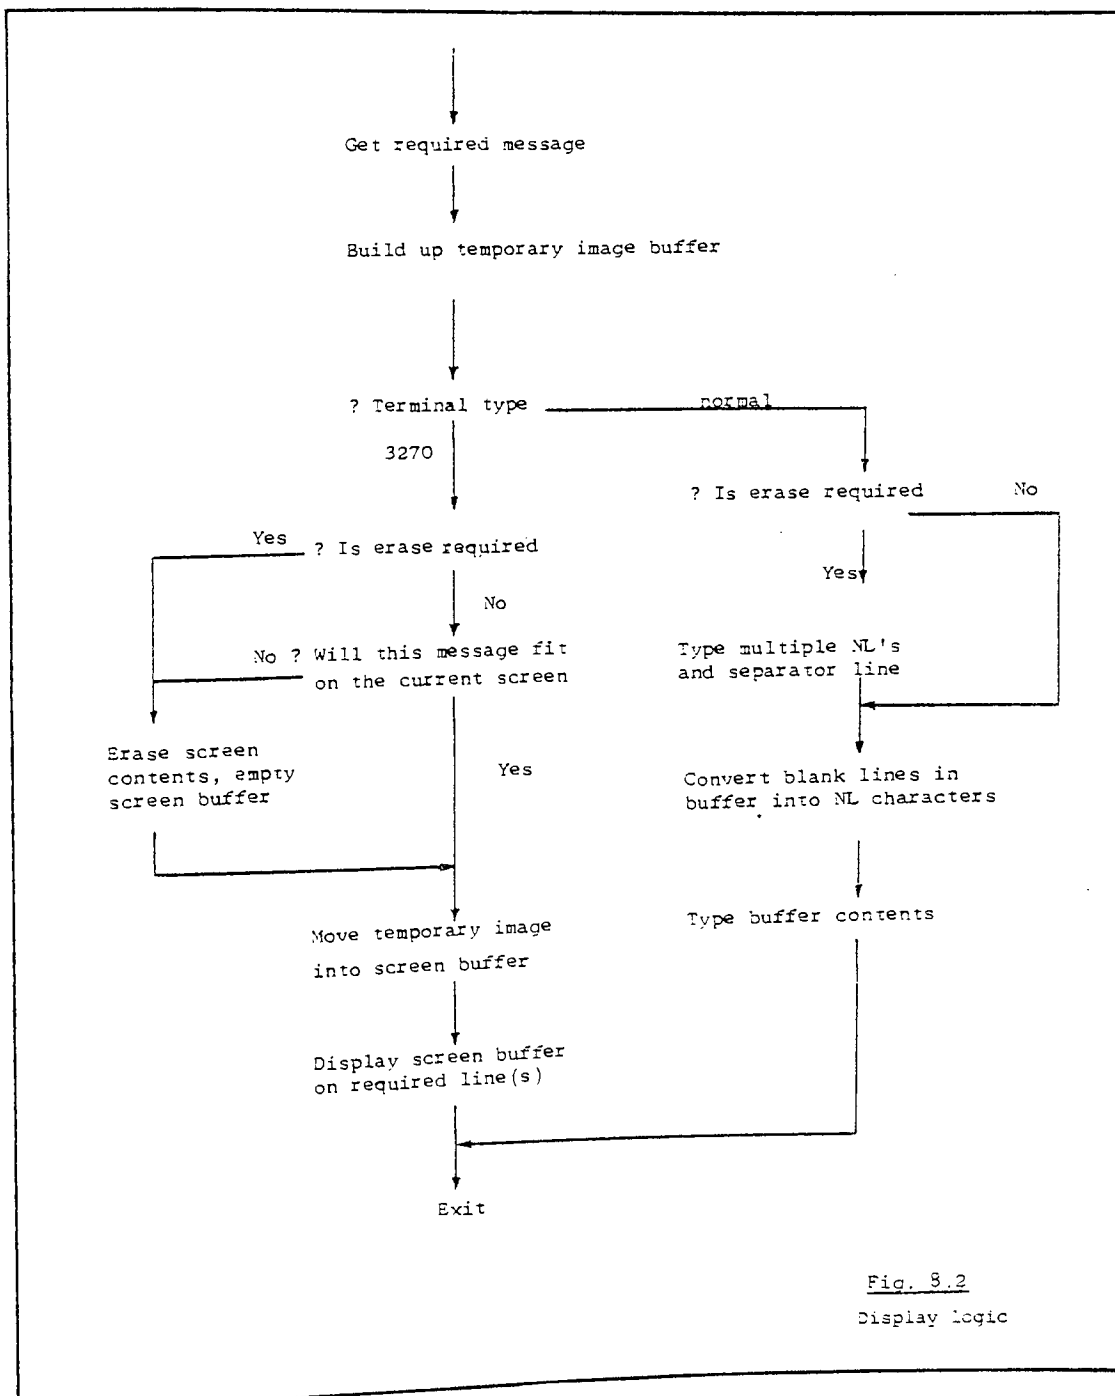 Get required message
Build up temporary image buffer
? Terminal type
normal
3270
? Is erase required
No
Yes
? Is erase required
Yes
No
No
? Will this message fit
on the current screen
Type multiple NL's
and separator line
Erase screen
contents, empty
screen buffer
Yes
Convert blank lines in
buffer into NL characters
Move temporary image
into screen buffer
Type buffer contents
Display screen buffer
on required line(s)
Exit
Fig. 8.2
Display logic